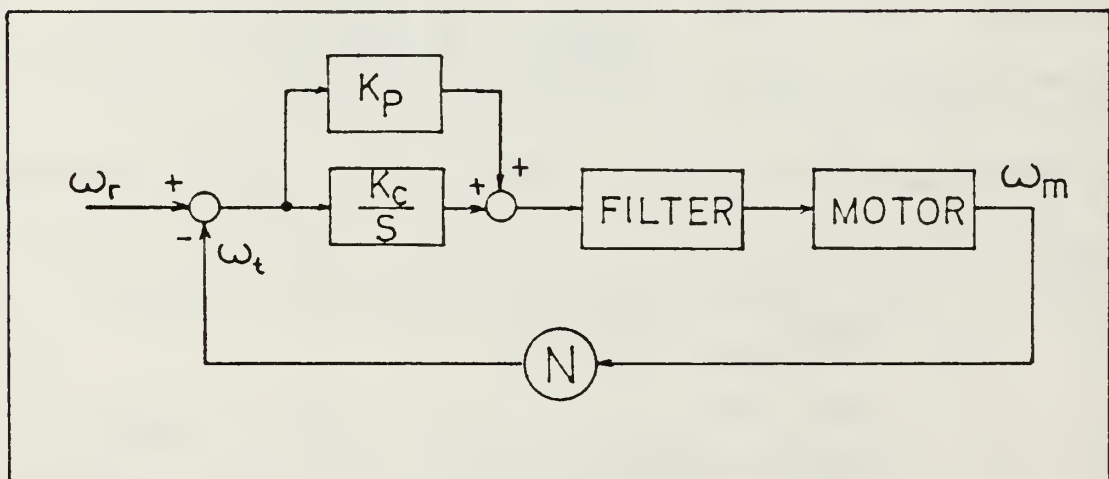 K_P
ω_r + K_C/S + + FILTER MOTOR ω_m
- ω_t
N